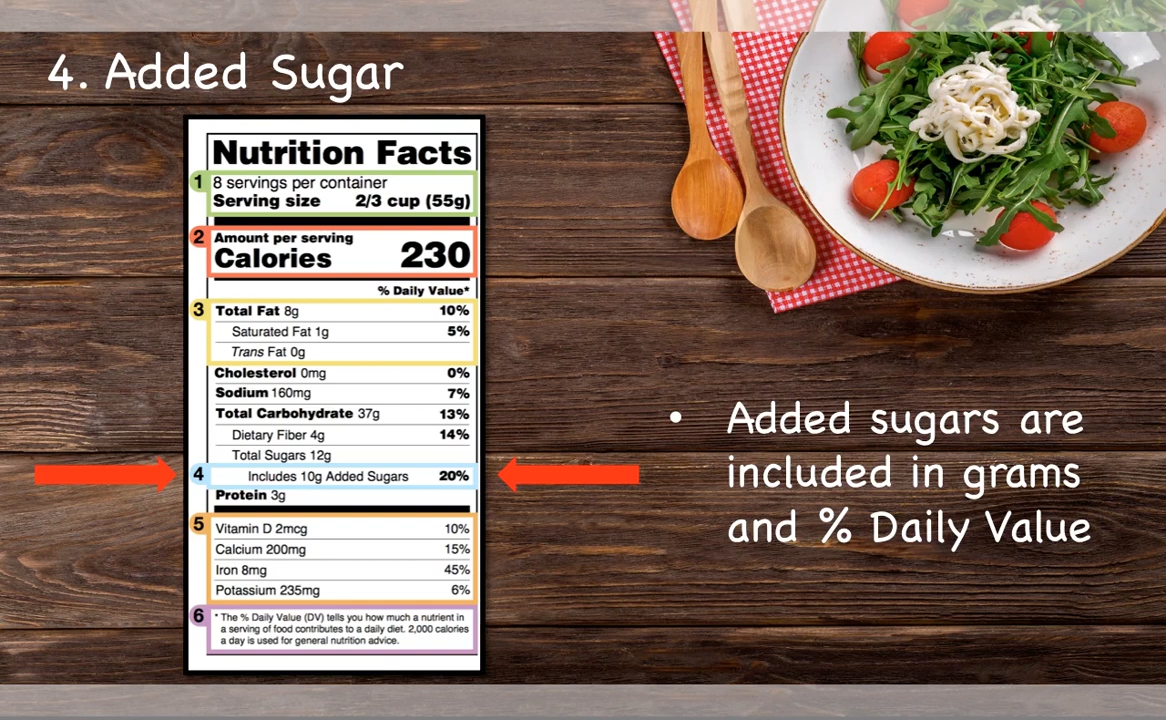 4. Added Sugar
Nutrition Facts
1
8 servings per container
Serving size 2/3 cup (55g)
2
Amount per serving
Calories 230
% Daily Value*
3
Total Fat 8g 10%
Saturated Fat 1g 5%
Trans Fat 0g
Cholesterol 0mg 0%
Sodium 160mg 7%
Total Carbohydrate 37g 13%
Dietary Fiber 4g 14%
Total Sugars 12g
4
Includes 10g Added Sugars 20%
Protein 3g
5
Vitamin D 2mcg 10%
Calcium 200mg 15%
Iron 8mg 45%
Potassium 235mg 6%
6
* The % Daily Value (DV) tells you how much a nutrient in
a serving of food contributes to a daily diet. 2,000 calories
a day is used for general nutrition advice.
• Added sugars are
included in grams
and % Daily Value